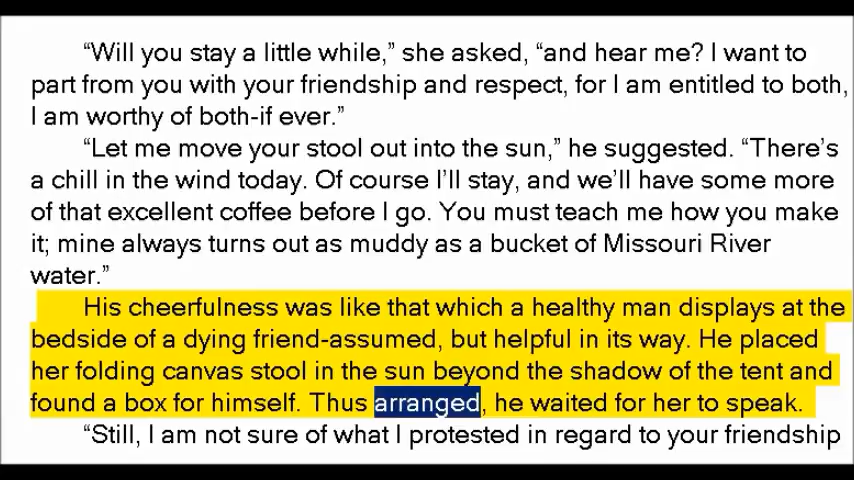 “Will you stay a little while,” she asked, “and hear me? I want to
part from you with your friendship and respect, for I am entitled to both,
I am worthy of both-if ever.”
“Let me move your stool out into the sun,” he suggested. “There’s
a chill in the wind today. Of course I’ll stay, and we’ll have some more
of that excellent coffee before I go. You must teach me how you make
it; mine always turns out as muddy as a bucket of Missouri River
water.”
His cheerfulness was like that which a healthy man displays at the
bedside of a dying friend-assumed, but helpful in its way. He placed
her folding canvas stool in the sun beyond the shadow of the tent and
found a box for himself. Thus arranged, he waited for her to speak.
“Still, I am not sure of what I protested in regard to your friendship